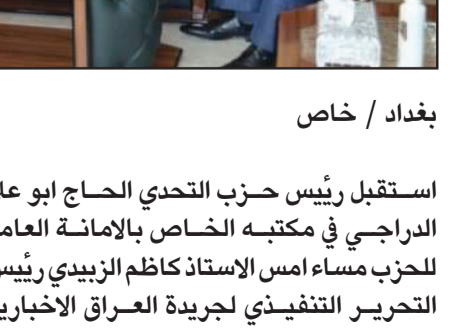 بغداد / خاص
استقبل رئيس حزب التحدي الحاج ابو
الدراجي في مكتبه الخاص بالامانة
للحزب مساء امس الاستاذ كاظم الزبيدي رئيس
التحرير التنفيذي لجريدة العراق